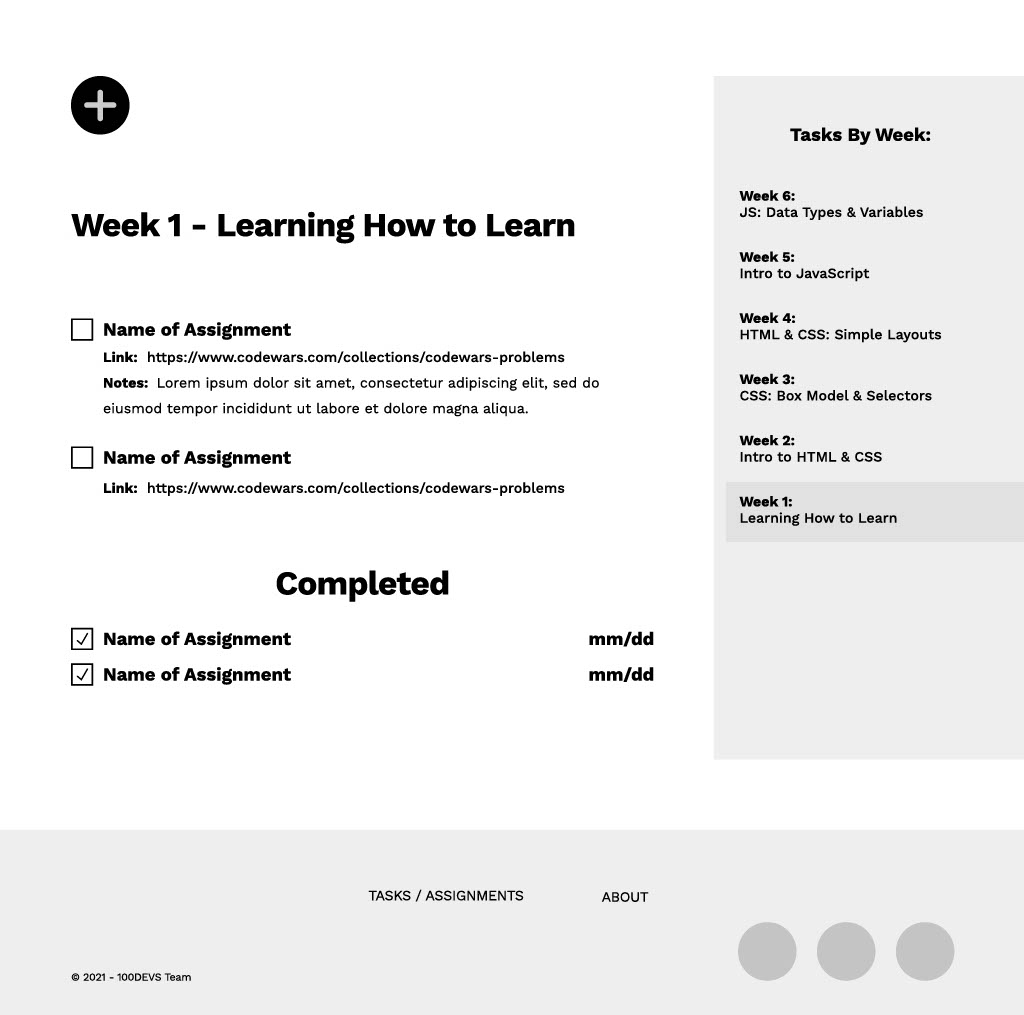 Week 1 - Learning How to Learn
Name of Assignment
Link: https://www.codewars.com/collections/codewars-problems
Notes: Lorem ipsum dolor sit amet, consectetur adipiscing elit, sed do
eiusmod tempor incididunt ut labore et dolore magna aliqua.
Name of Assignment
Link: https://www.codewars.com/collections/codewars-problems
Completed
Name of Assignment mm/dd
Name of Assignment mm/dd
Tasks By Week:
Week 6:
JS: Data Types & Variables
Week 5:
Intro to JavaScript
Week 4:
HTML & CSS: Simple Layouts
Week 3:
CSS: Box Model & Selectors
Week 2:
Intro to HTML & CSS
Week 1:
Learning How to Learn
TASKS / ASSIGNMENTS ABOUT
© 2021 - 100DEVS Team